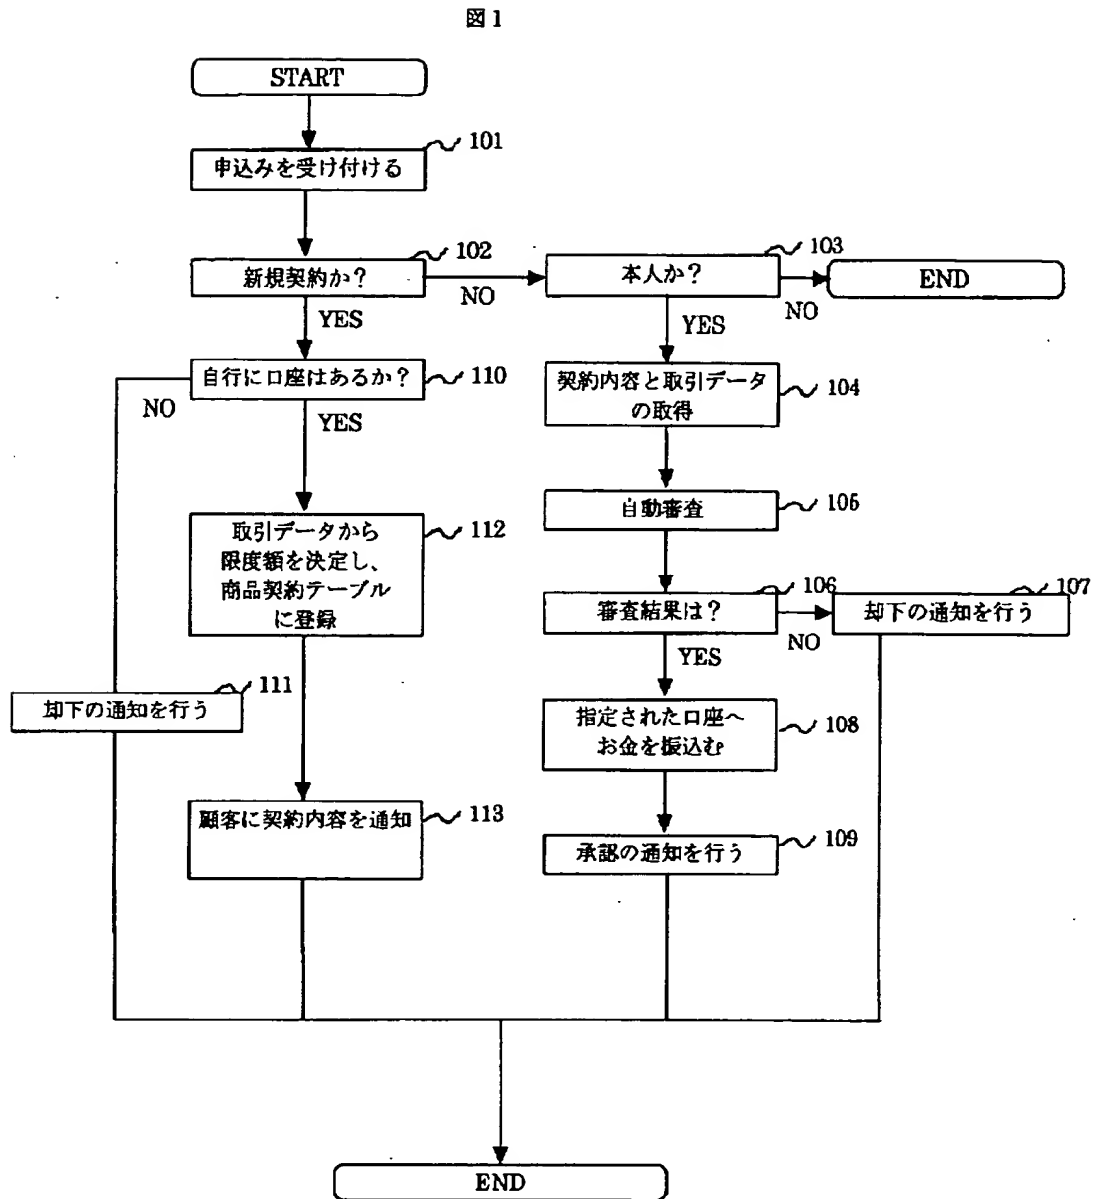 図1
START
101
申込みを受け付ける
102
新規契約か?
NO
103
本人か?
NO
END
YES
YES
自行に口座はあるか?
110
NO
YES
契約内容と取引データ
の取得
104
自動審査
105
取引データから
限度額を決定し、
商品契約テーブル
に登録
112
106
審査結果は?
NO
107
却下の通知を行う
YES
111
却下の通知を行う
指定された口座へ
お金を振込む
108
顧客に契約内容を通知
113
承認の通知を行う
109
END